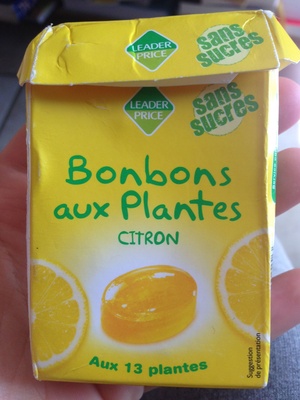 LEADER
PRICE
sans
sucres
LEADER
PRICE
sans
sucres
Bonbons
aux Plantes
CITRON
Aux 13 plantes
Suggestion
de présentation